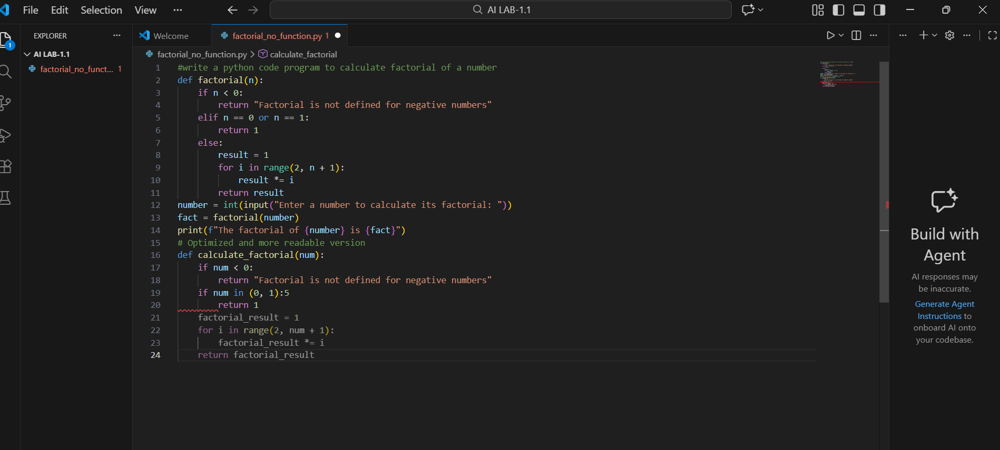 File Edit Selection View ··· AI LAB-1.1
EXPLORER ···
AI LAB-1.1
factorial_no_funct... 1
1
Welcome
factorial_no_function.py 1
factorial_no_function.py > calculate_factorial
1 #write a python code program to calculate factorial of a number
2 def factorial(n):
3     if n < 0:
4         return "Factorial is not defined for negative numbers"
5     elif n == 0 or n == 1:
6         return 1
7     else:
8         result = 1
9         for i in range(2, n + 1):
10             result *= i
11         return result
12 number = int(input("Enter a number to calculate its factorial: "))
13 fact = factorial(number)
14 print(f"The factorial of {number} is {fact}")
15 # Optimized and more readable version
16 def calculate_factorial(num):
17     if num < 0:
18         return "Factorial is not defined for negative numbers"
19     if num in (0, 1):5
20         return 1
21     factorial_result = 1
22     for i in range(2, num + 1):
23         factorial_result *= i
24     return factorial_result
Build with
Agent
AI responses may
be inaccurate.
Generate Agent
Instructions to
onboard AI onto
your codebase.